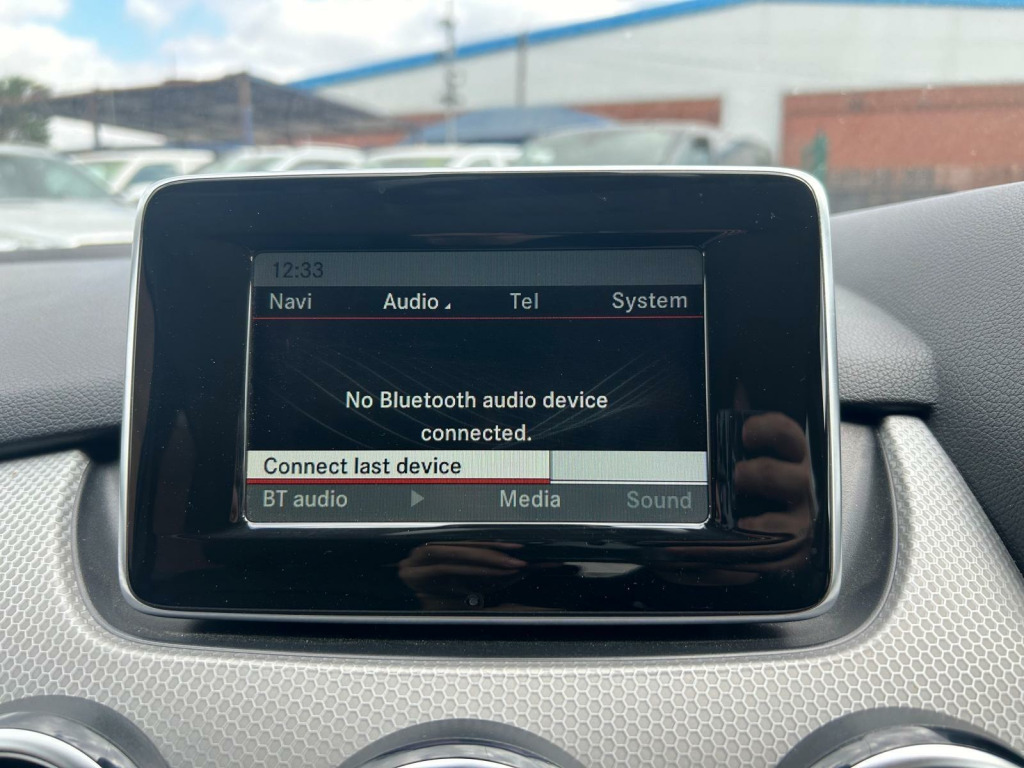 12:33
Navi Audio Tel System
No Bluetooth audio device
connected.
Connect last device
BT audio Media Sound